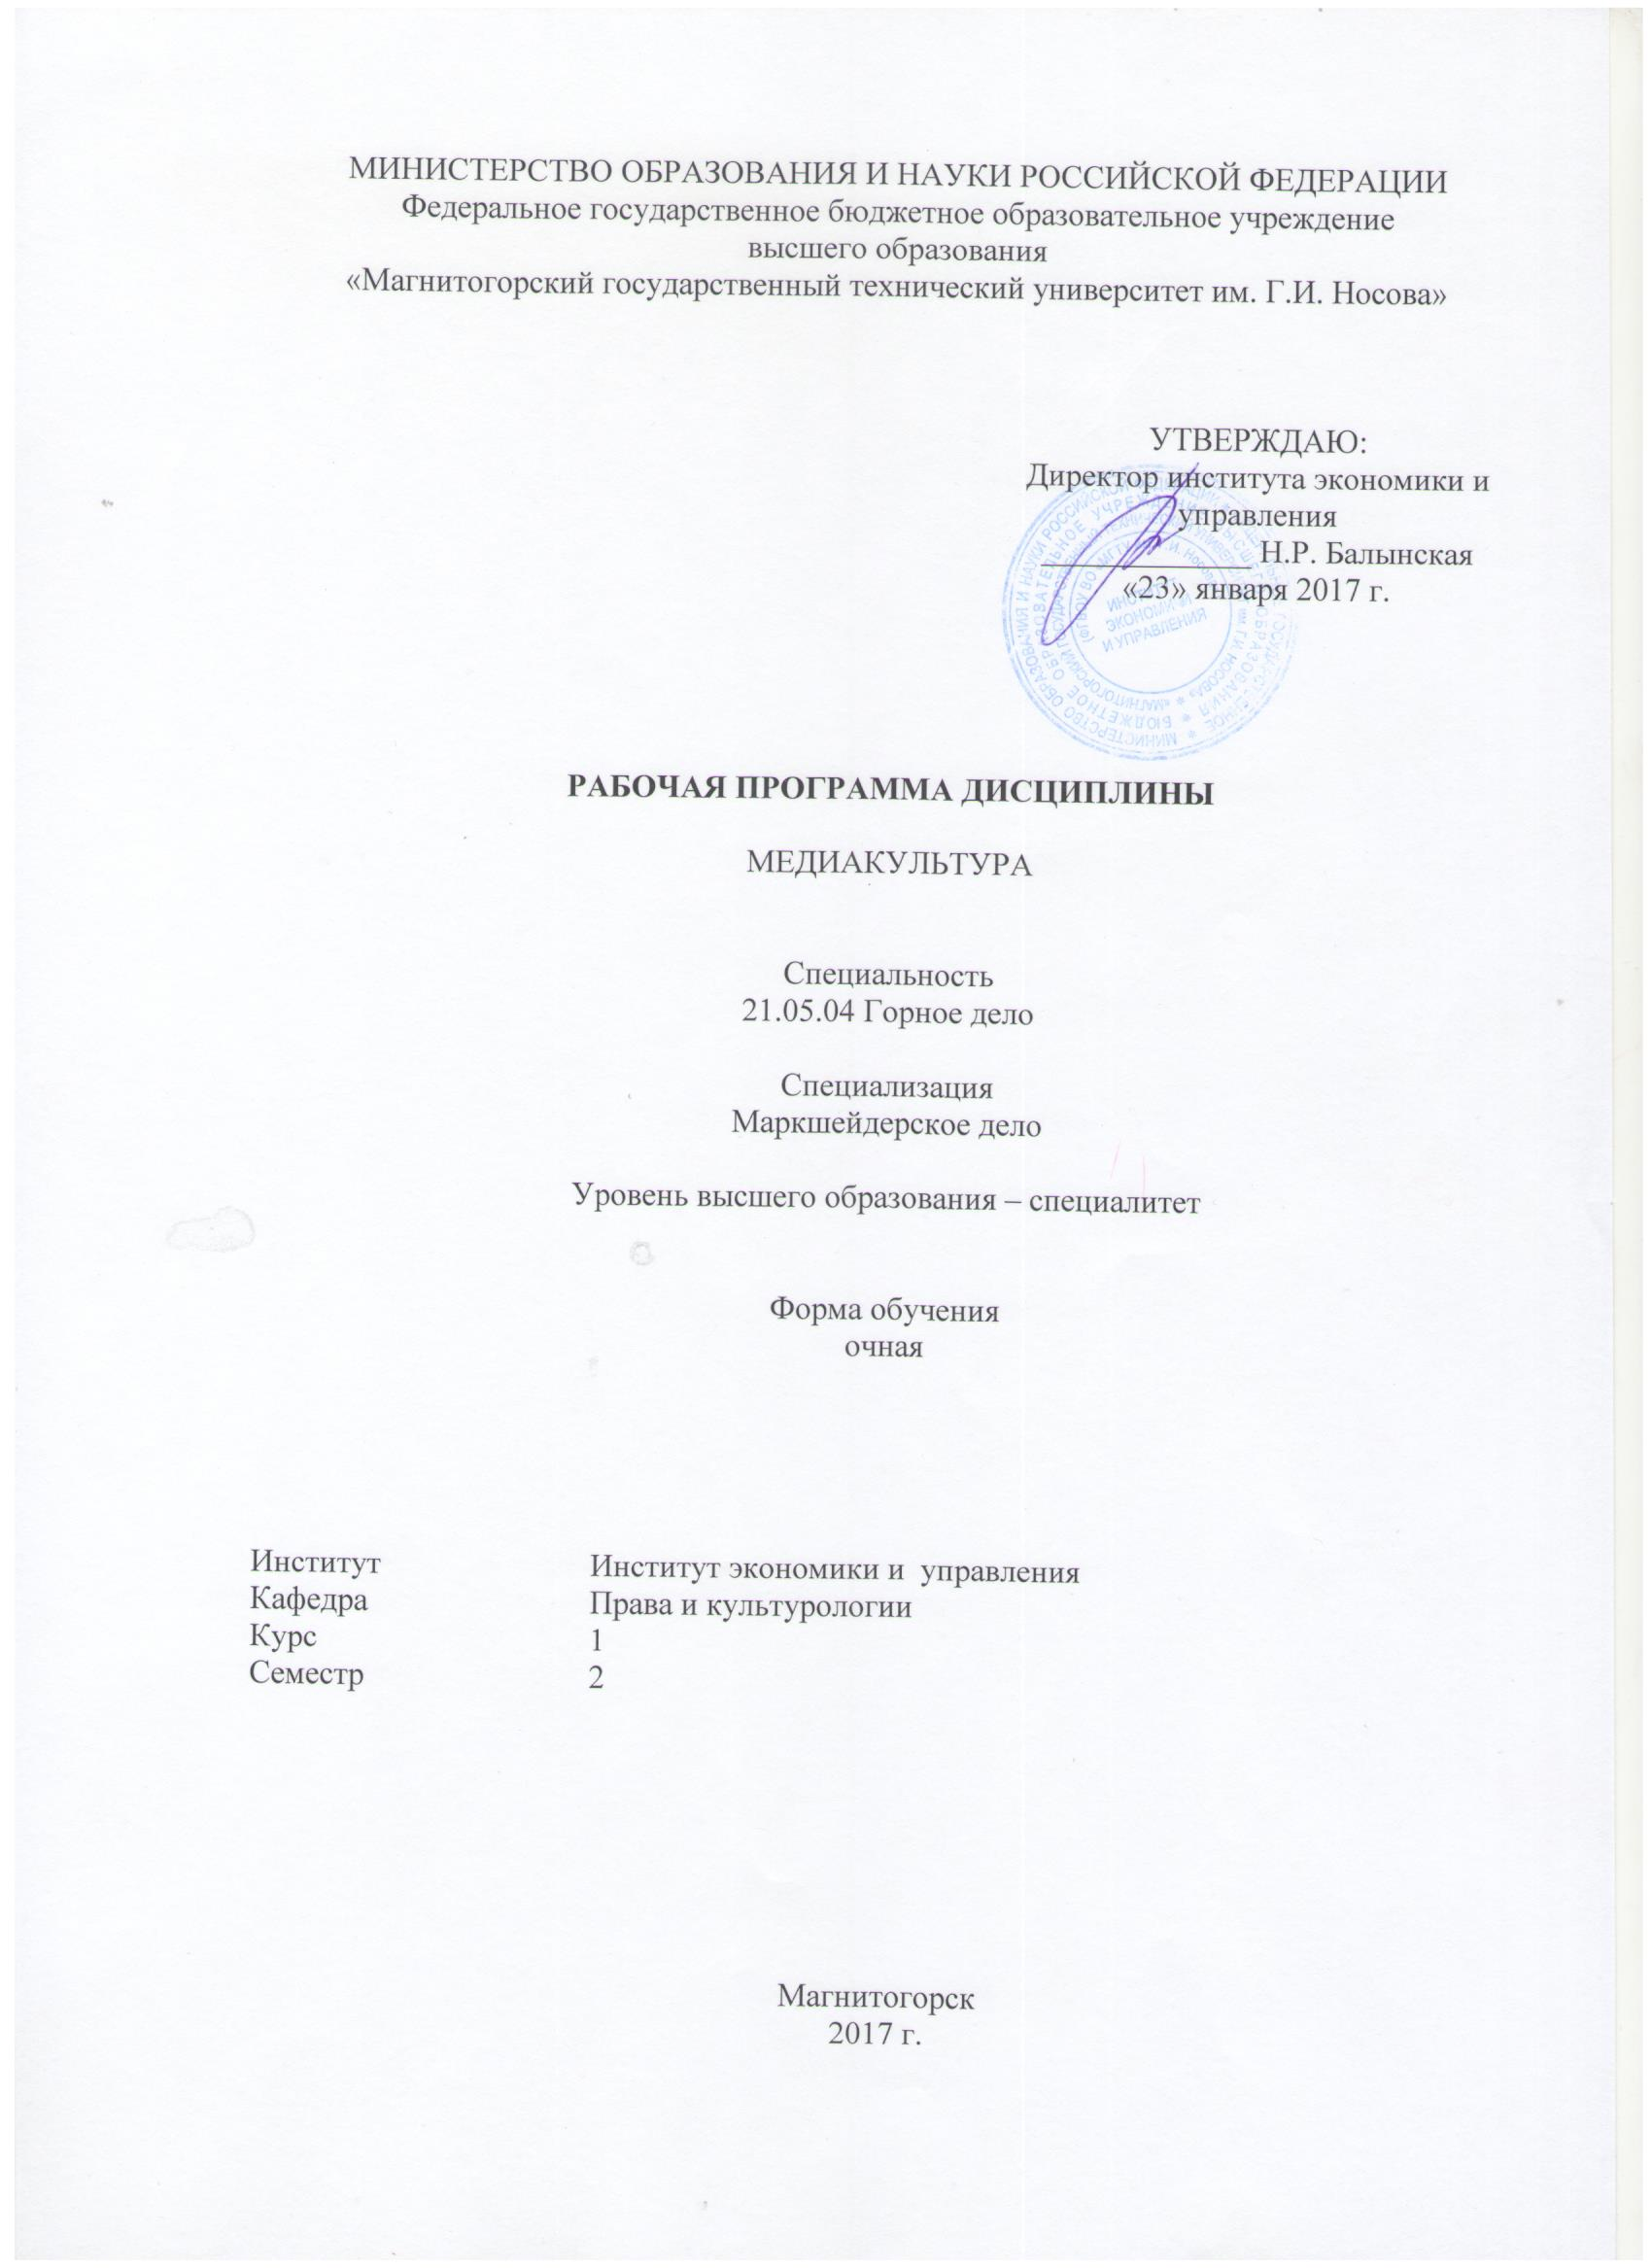 МИНИСТЕРСТВО ОБРАЗОВАНИЯ И НАУКИ РОССИЙСКОЙ ФЕДЕРАЦИИ
Федеральное государственное бюджетное образовательное учреждение
высшего образования
«Магнитогорский государственный технический университет им. Г.И. Носова»
УТВЕРЖДАЮ:
Директор института экономики и
управления
Н.Р. Балынская
«23» января 2017 г.
ЭКОНОМИКИ
И УПРАВЛЕНИЯ
РАБОЧАЯ ПРОГРАММА ДИСЦИПЛИНЫ
МЕДИАКУЛЬТУРА
Специальность
21.05.04 Горное дело
Специализация
Маркшейдерское дело
Уровень высшего образования – специалитет
Форма обучения
очная
Институт Институт экономики и управления
Кафедра Права и культурологии
Курс 1
Семестр 2
Магнитогорск
2017 г.